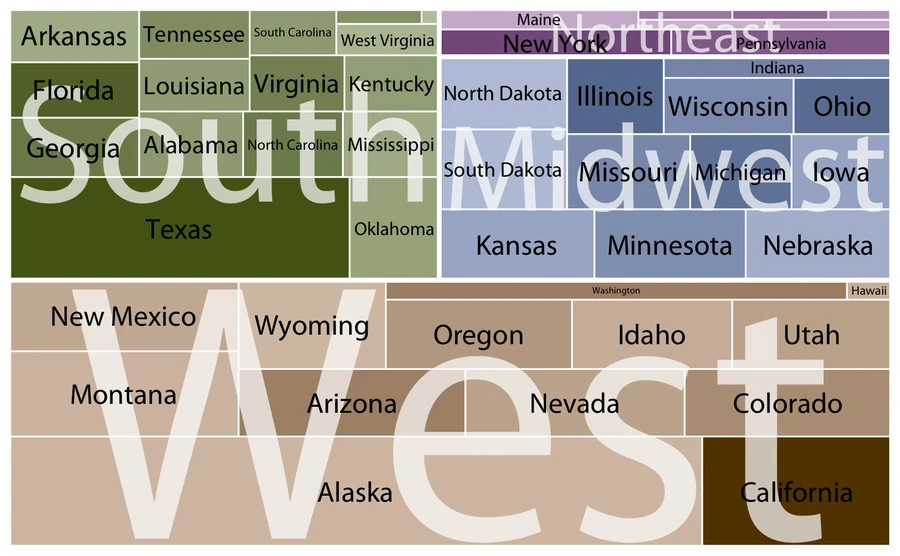 South
Arkansas
Tennessee
South Carolina
West Virginia
Florida
Louisiana
Virginia
Kentucky
Georgia
Alabama
North Carolina
Mississippi
Texas
Oklahoma
Northeast
Maine
New York
Pennsylvania
Midwest
North Dakota
Illinois
Indiana
Wisconsin
Ohio
South Dakota
Missouri
Michigan
Iowa
Kansas
Minnesota
Nebraska
West
New Mexico
Wyoming
Washington
Hawaii
Oregon
Idaho
Utah
Montana
Arizona
Nevada
Colorado
Alaska
California